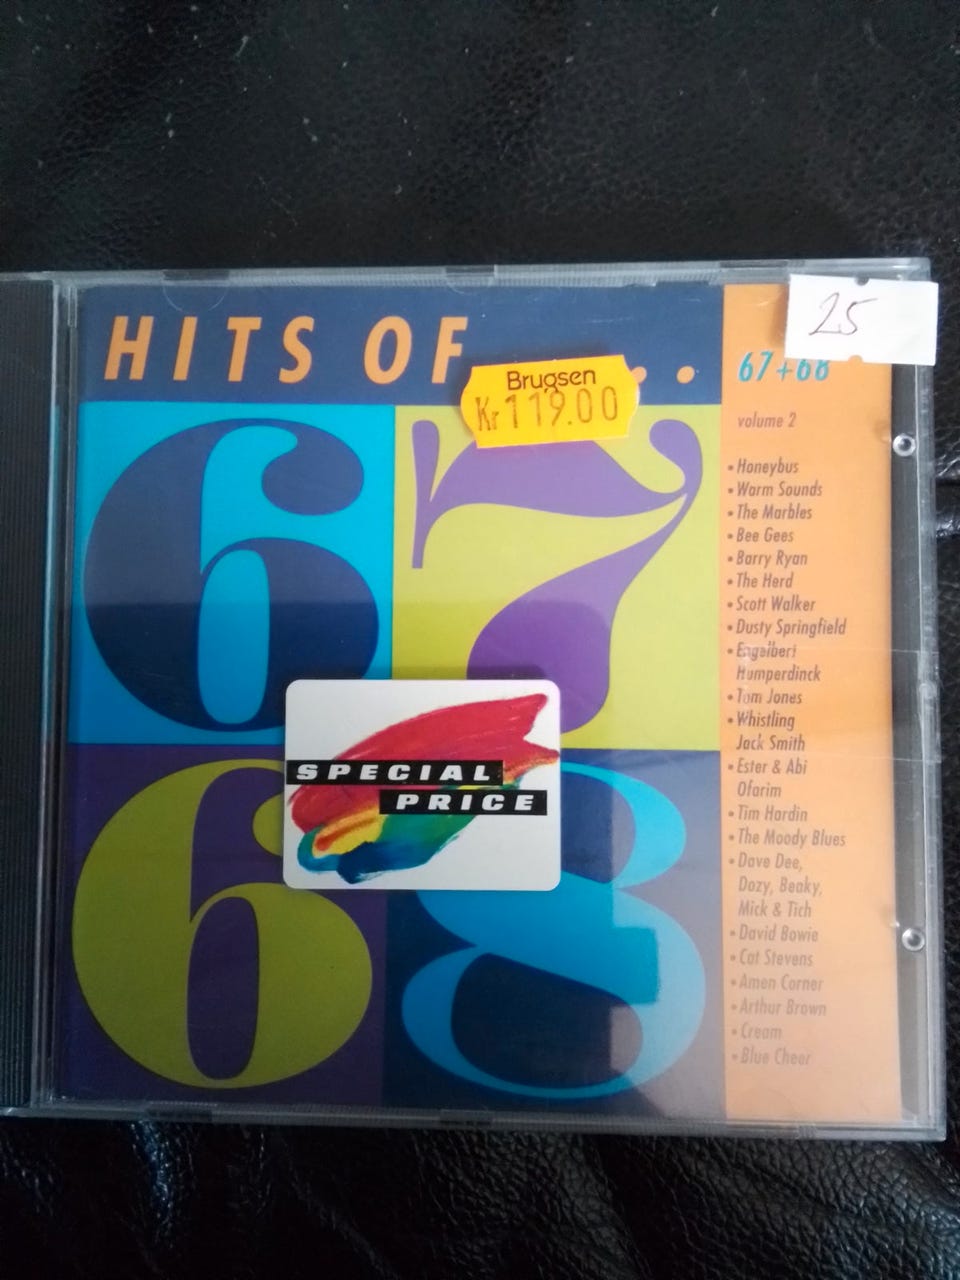 HITS OF . .
Brugsen
Kr 119.00
25
67+68
volume 2
67
68
SPECIAL
PRICE
• Honeybus
• Warm Sounds
• The Marbles
• Bee Gees
• Barry Ryan
• The Herd
• Scott Walker
• Dusty Springfield
• Engelbert
Humperdinck
• Tom Jones
• Whistling
Jack Smith
• Ester & Abi
Ofarim
• Tim Hardin
• The Moody Blues
• Dave Dee,
Dozy, Beaky,
Mick & Tich
• David Bowie
• Cat Stevens
• Amen Corner
• Arthur Brown
• Cream
• Blue Cheer